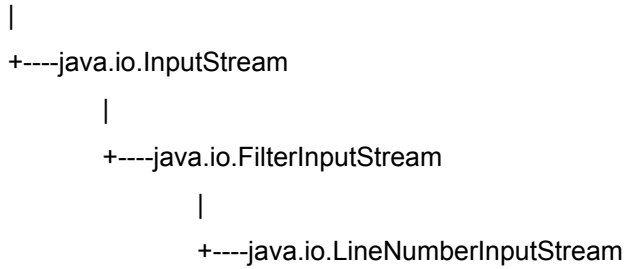 |
+----java.io.InputStream
|
+----java.io.FilterInputStream
|
+----java.io.LineNumberInputStream